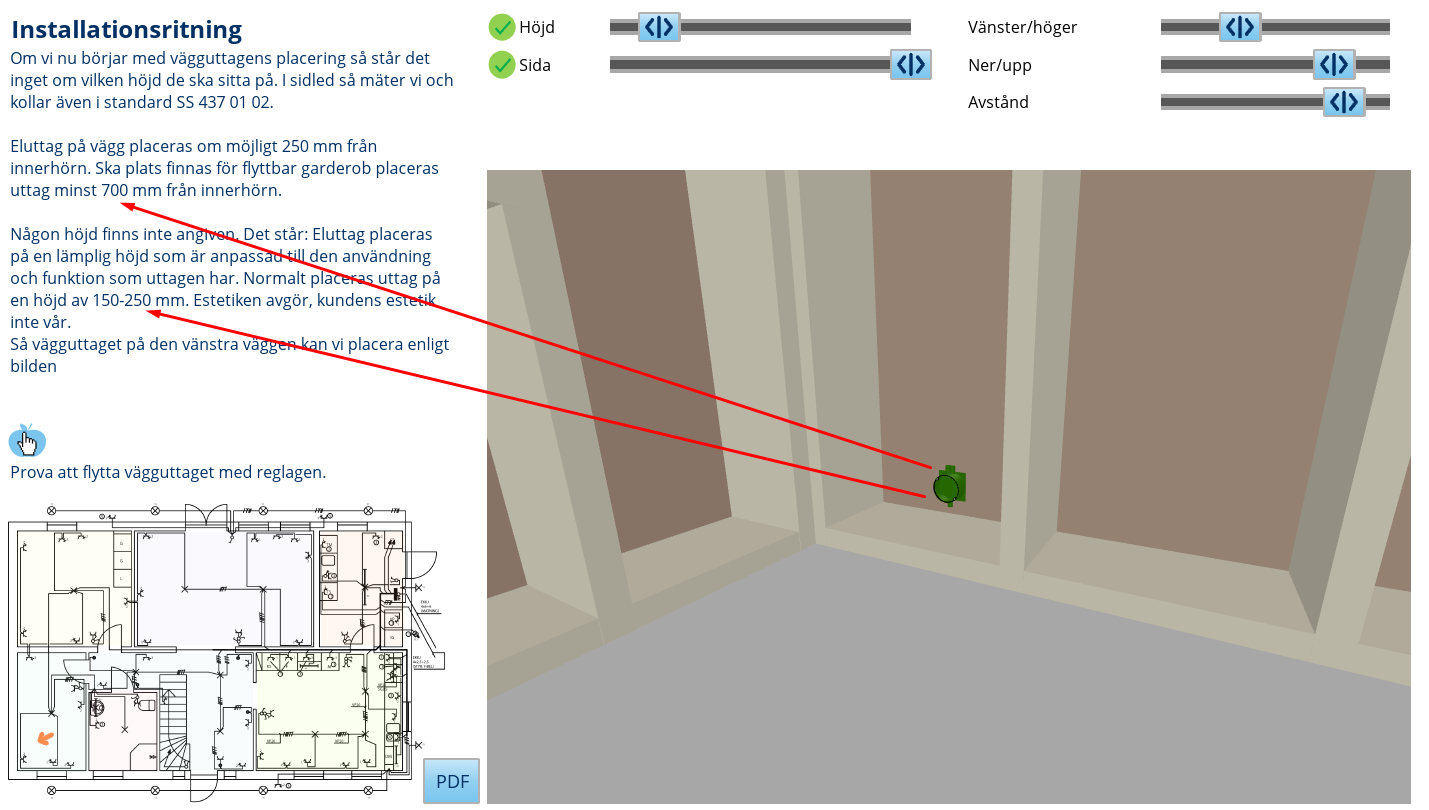 Installationsritning
Om vi nu börjar med vägguttagens placering så står det
inget om vilken höjd de ska sitta på. I sidled så mäter vi och
kollar även i standard SS 437 01 02.
Eluttag på vägg placeras om möjligt 250 mm från
innerhörn. Ska plats finnas för flyttbar garderob placeras
uttag minst 700 mm från innerhörn.
Någon höjd finns inte angiven. Det står: Eluttag placeras
på en lämplig höjd som är anpassad till den användning
och funktion som uttagen har. Normalt placeras uttag på
en höjd av 150-250 mm. Estetiken avgör, kundens estetik
inte vår.
Så vägguttaget på den vänstra väggen kan vi placera enligt
bilden
Prova att flytta vägguttaget med reglagen.
PDF
Höjd
Sida
Vänster/höger
Ner/upp
Avstånd